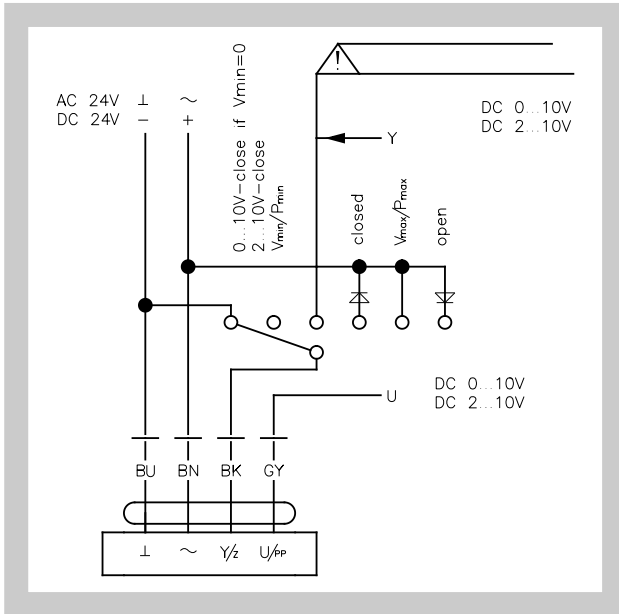 AC 24V ⊥ ~
DC 24V − +
0...10V-close if Vmin=0
2...10V-close
Vmin/Pmin
!
DC 0...10V
DC 2...10V
Y
closed
Vmax/Pmax
open
U
DC 0...10V
DC 2...10V
BU BN BK GY
⊥ ~ Y/Z U/PP